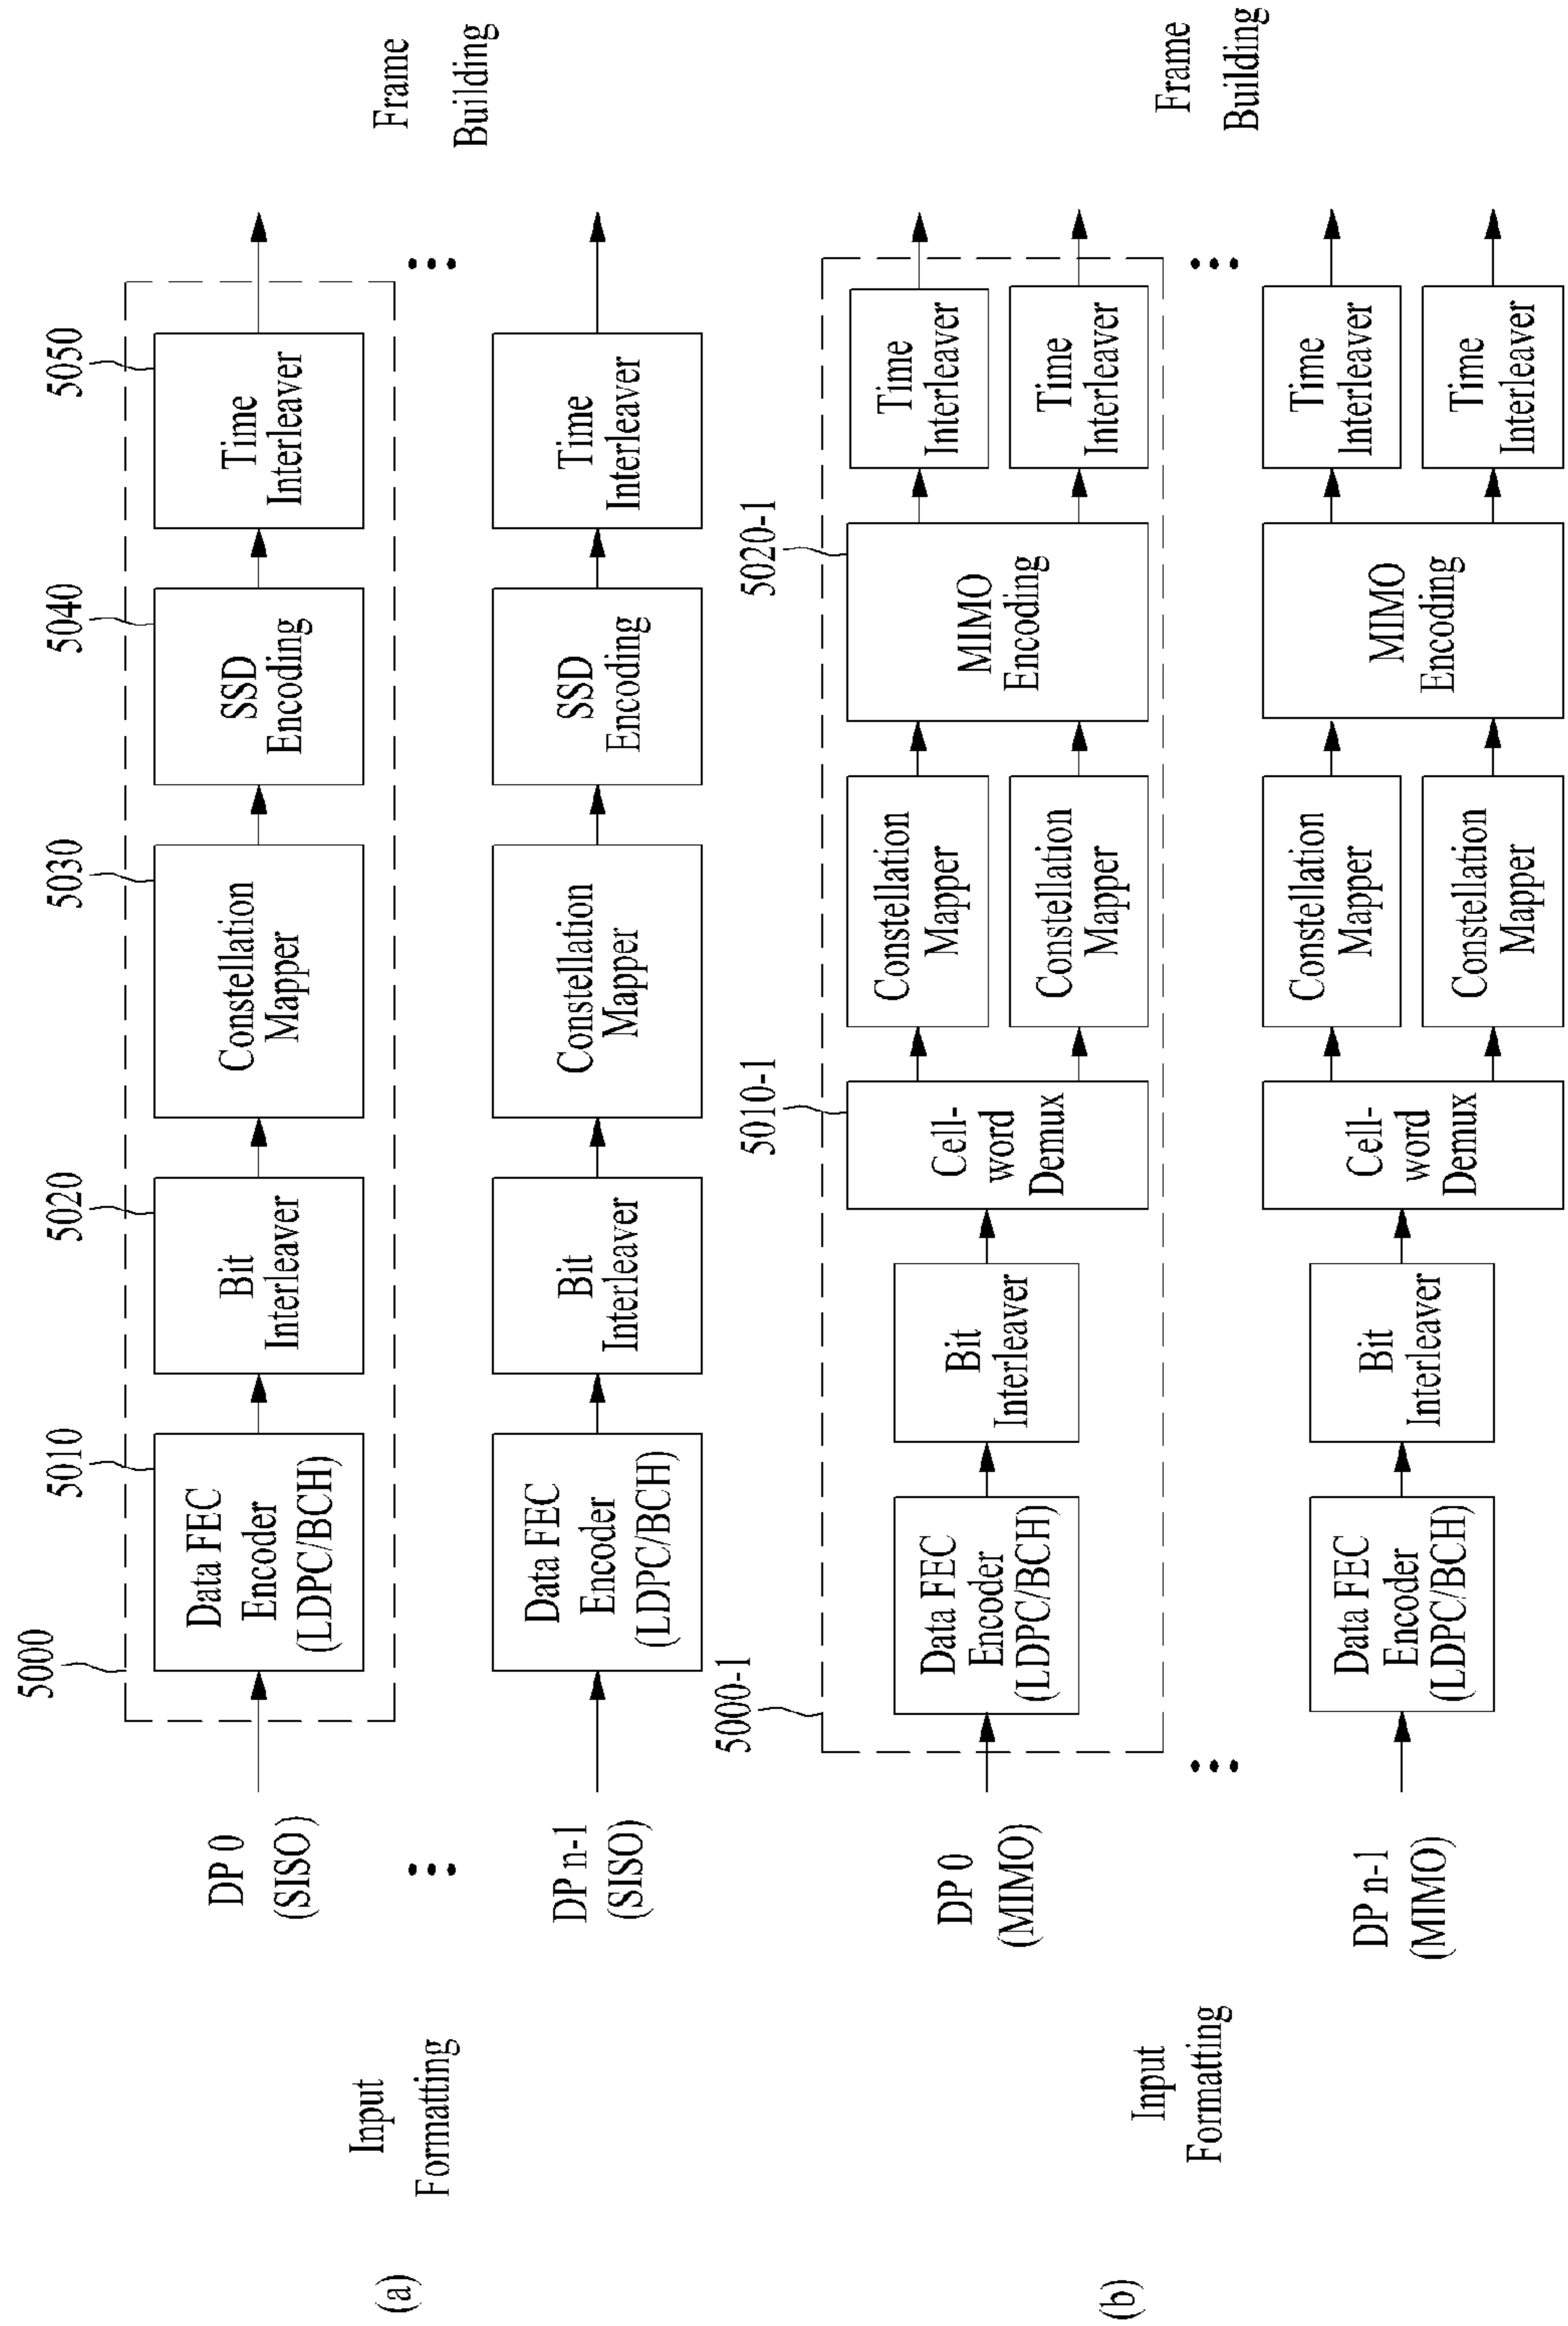 (a)
Input
Formatting
DP 0
(SISO)
DP n-1
(SISO)
5000
5010
5020
5030
5040
5050
Data FEC
Encoder
(LDPC/BCH)
Bit
Interleaver
Constellation
Mapper
SSD
Encoding
Time
Interleaver
Data FEC
Encoder
(LDPC/BCH)
Bit
Interleaver
Constellation
Mapper
SSD
Encoding
Time
Interleaver
Frame
Building
(b)
Input
Formatting
DP 0
(MIMO)
DP n-1
(MIMO)
5000-1
5010-1
5020-1
Data FEC
Encoder
(LDPC/BCH)
Bit
Interleaver
Cell-
word
Demux
Constellation
Mapper
Constellation
Mapper
MIMO
Encoding
Time
Interleaver
Time
Interleaver
Data FEC
Encoder
(LDPC/BCH)
Bit
Interleaver
Cell-
word
Demux
Constellation
Mapper
Constellation
Mapper
MIMO
Encoding
Time
Interleaver
Time
Interleaver
Frame
Building